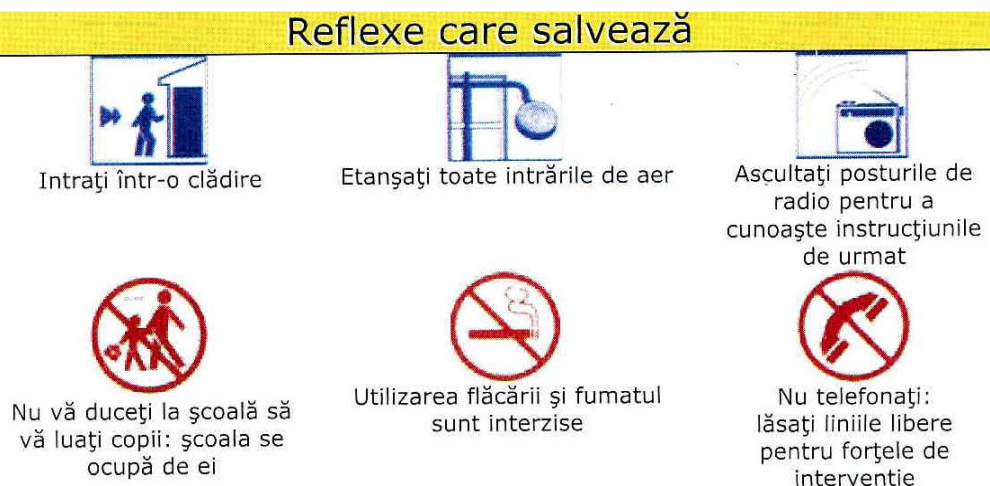 Reflexe care salvează
Intraţi într-o clădire
Etanşaţi toate intrările de aer
Ascultaţi posturile de
radio pentru a
cunoaşte instrucţiunile
de urmat
Nu vă duceţi la şcoală să
vă luaţi copii: şcoala se
ocupă de ei
Utilizarea flăcării şi fumatul
sunt interzise
Nu telefonaţi:
lăsaţi liniile libere
pentru forţele de
intervenţie